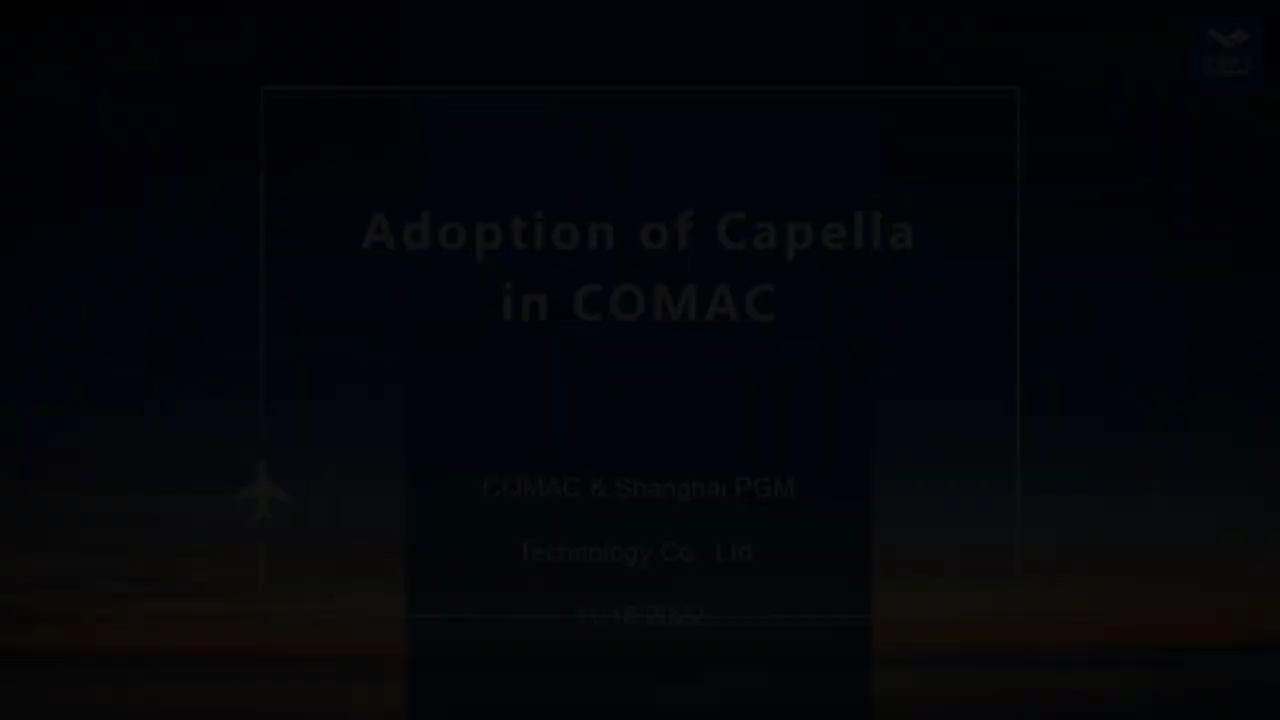 Adoption of Capella
in COMAC
COMAC & Shanghai PGM
Technology Co., Ltd